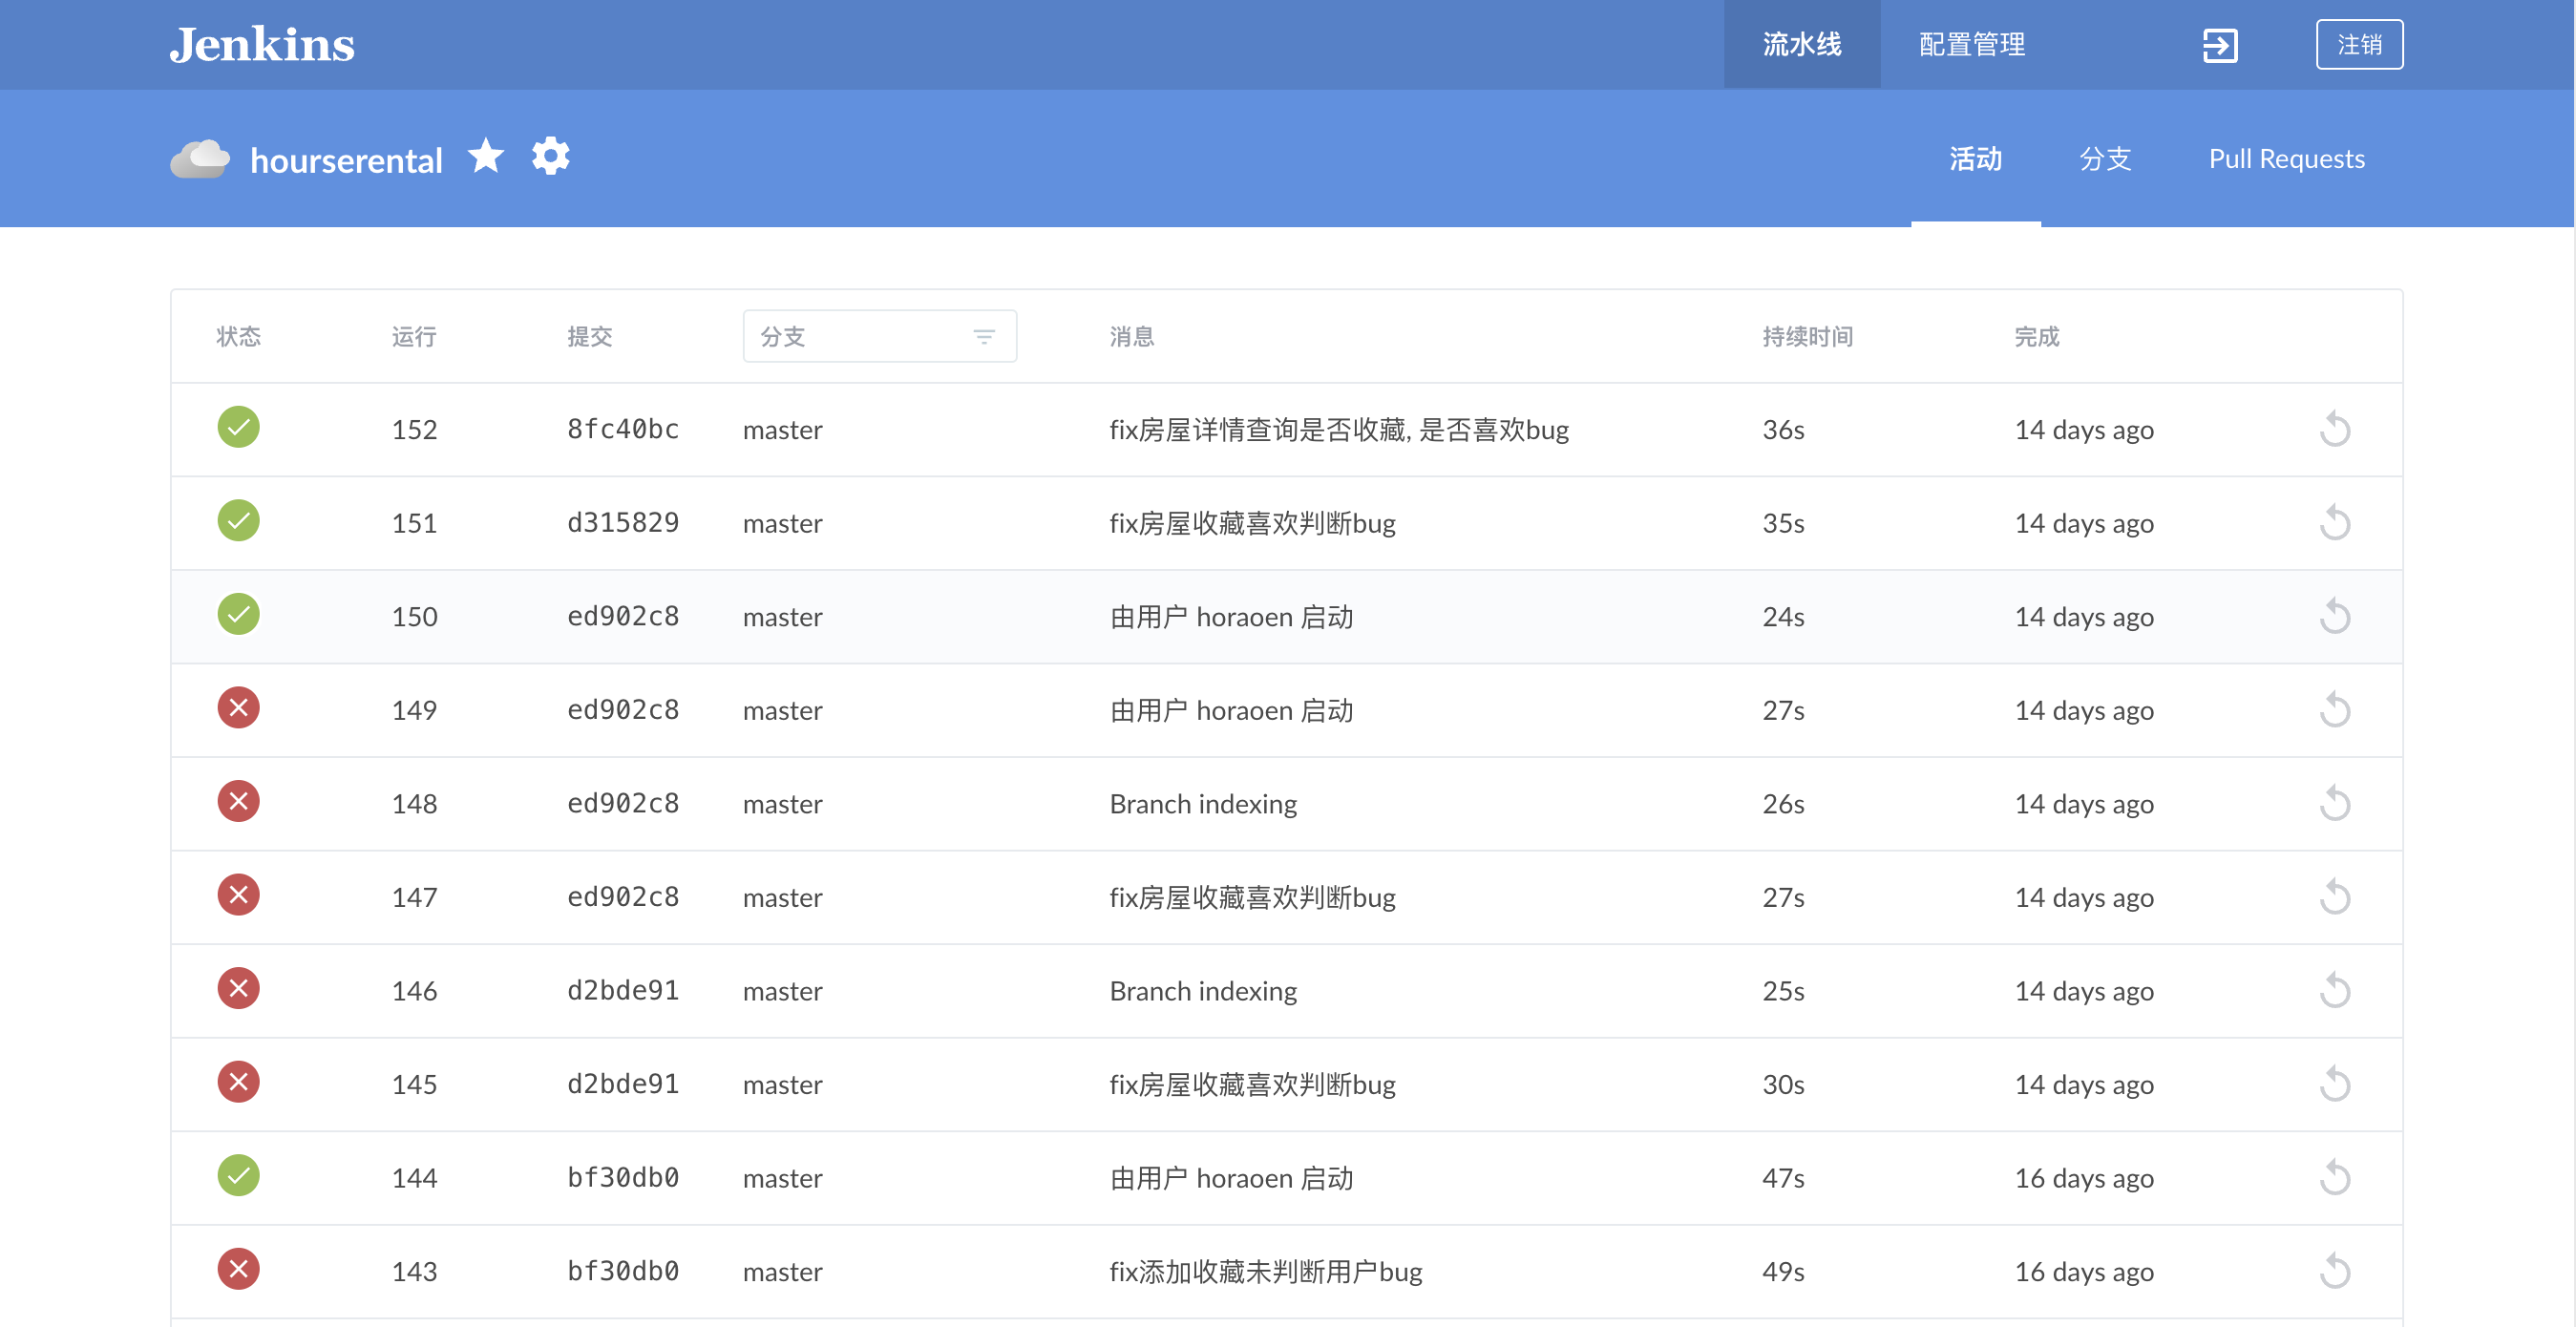 Jenkins 流水线 配置管理 注销
hourserental 活动 分支 Pull Requests
状态 运行 提交 分支 消息 持续时间 完成
152 8fc40bc master fix房屋详情查询是否收藏, 是否喜欢bug 36s 14 days ago
151 d315829 master fix房屋收藏喜欢判断bug 35s 14 days ago
150 ed902c8 master 由用户 horaoen 启动 24s 14 days ago
149 ed902c8 master 由用户 horaoen 启动 27s 14 days ago
148 ed902c8 master Branch indexing 26s 14 days ago
147 ed902c8 master fix房屋收藏喜欢判断bug 27s 14 days ago
146 d2bde91 master Branch indexing 25s 14 days ago
145 d2bde91 master fix房屋收藏喜欢判断bug 30s 14 days ago
144 bf30db0 master 由用户 horaoen 启动 47s 16 days ago
143 bf30db0 master fix添加收藏未判断用户bug 49s 16 days ago